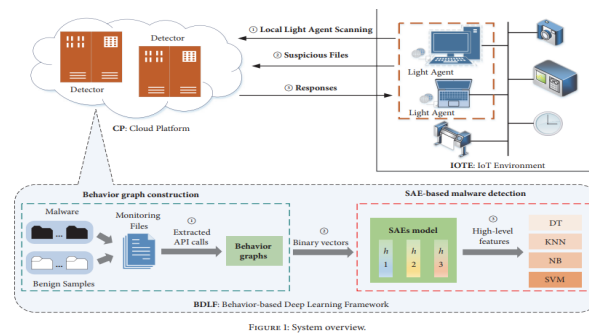 ① Local Light Agent Scanning
② Suspicious Files
③ Responses
Detector
Detector
CP: Cloud Platform
Light Agent
Light Agent
IOTE: IoT Environment
Behavior graph construction
SAE-based malware detection
Malware
...
Benign Samples
...
Monitoring
Files
①
Extracted
API calls
Behavior
graphs
②
Binary vectors
SAEs model
h
1
h
2
h
3
③
High-level
features
DT
KNN
NB
SVM
BDLF: Behavior-based Deep Learning Framework
FIGURE 1: System overview.